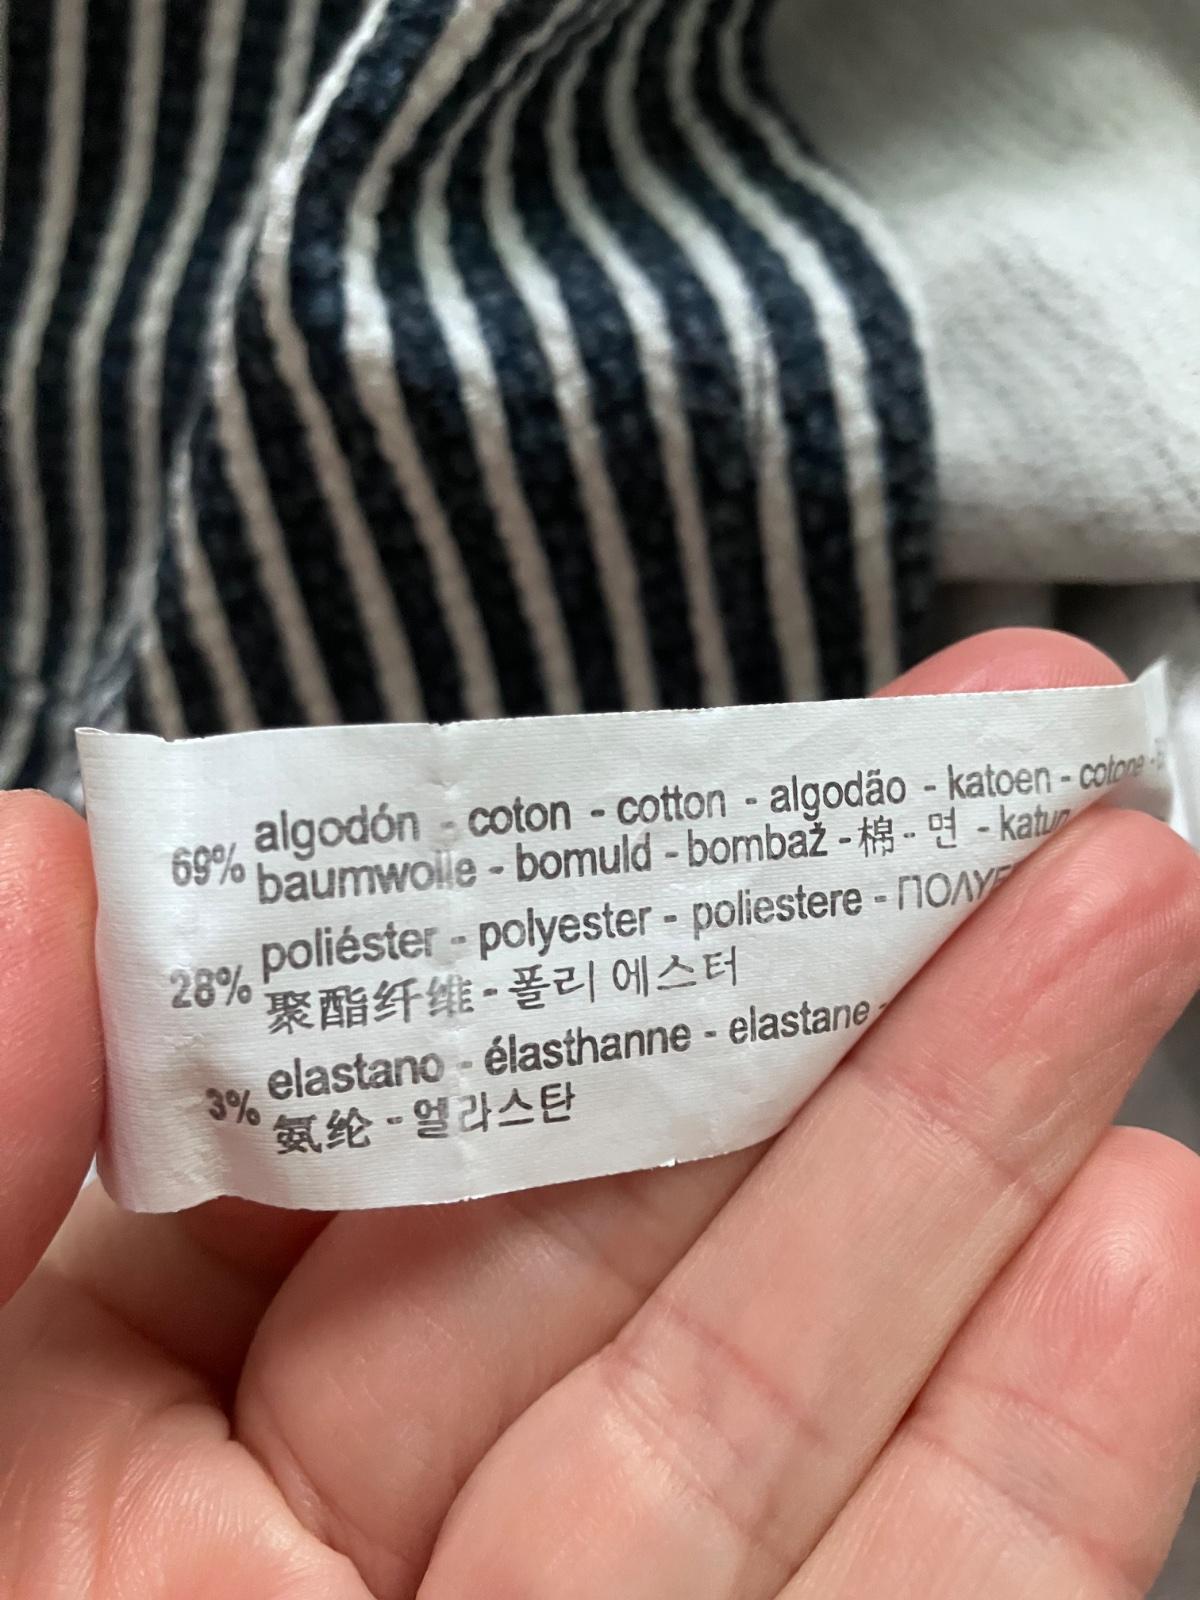 69% algodón - coton - cotton - algodão - katoen - cotone -
baumwolle - bomuld - bombaž - 棉 - 면 - katun
28% poliéster - polyester - poliestere -
聚酯纤维 - 폴리 에스터
3% elastano - élasthanne - elastane -
氨纶 - 엘라스탄